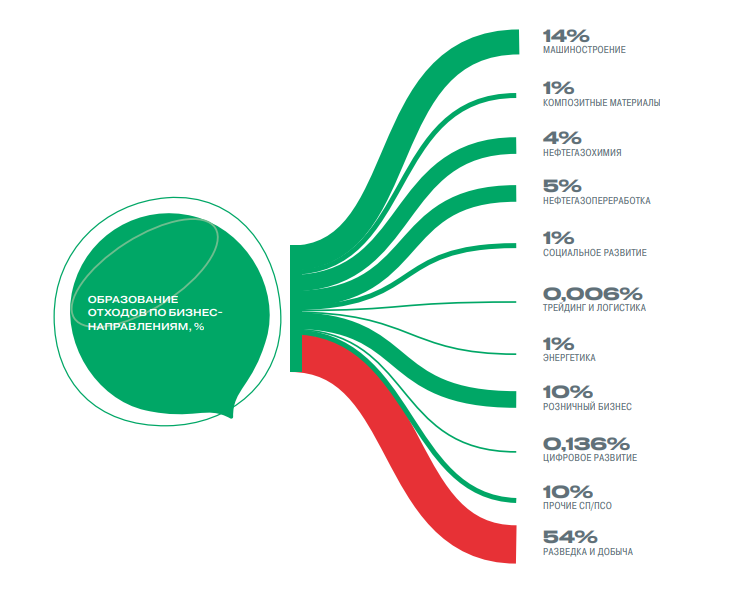 ОБРАЗОВАНИЕ
ОТХОДОВ ПО БИЗНЕС-
НАПРАВЛЕНИЯМ, %
14%
МАШИНОСТРОЕНИЕ
1%
КОМПОЗИТНЫЕ МАТЕРИАЛЫ
4%
НЕФТЕГАЗОХИМИЯ
5%
НЕФТЕГАЗОПЕРЕРАБОТКА
1%
СОЦИАЛЬНОЕ РАЗВИТИЕ
0,006%
ТРЕЙДИНГ И ЛОГИСТИКА
1%
ЭНЕРГЕТИКА
10%
РОЗНИЧНЫЙ БИЗНЕС
0,136%
ЦИФРОВОЕ РАЗВИТИЕ
10%
ПРОЧИЕ СП/ПСО
54%
РАЗВЕДКА И ДОБЫЧА